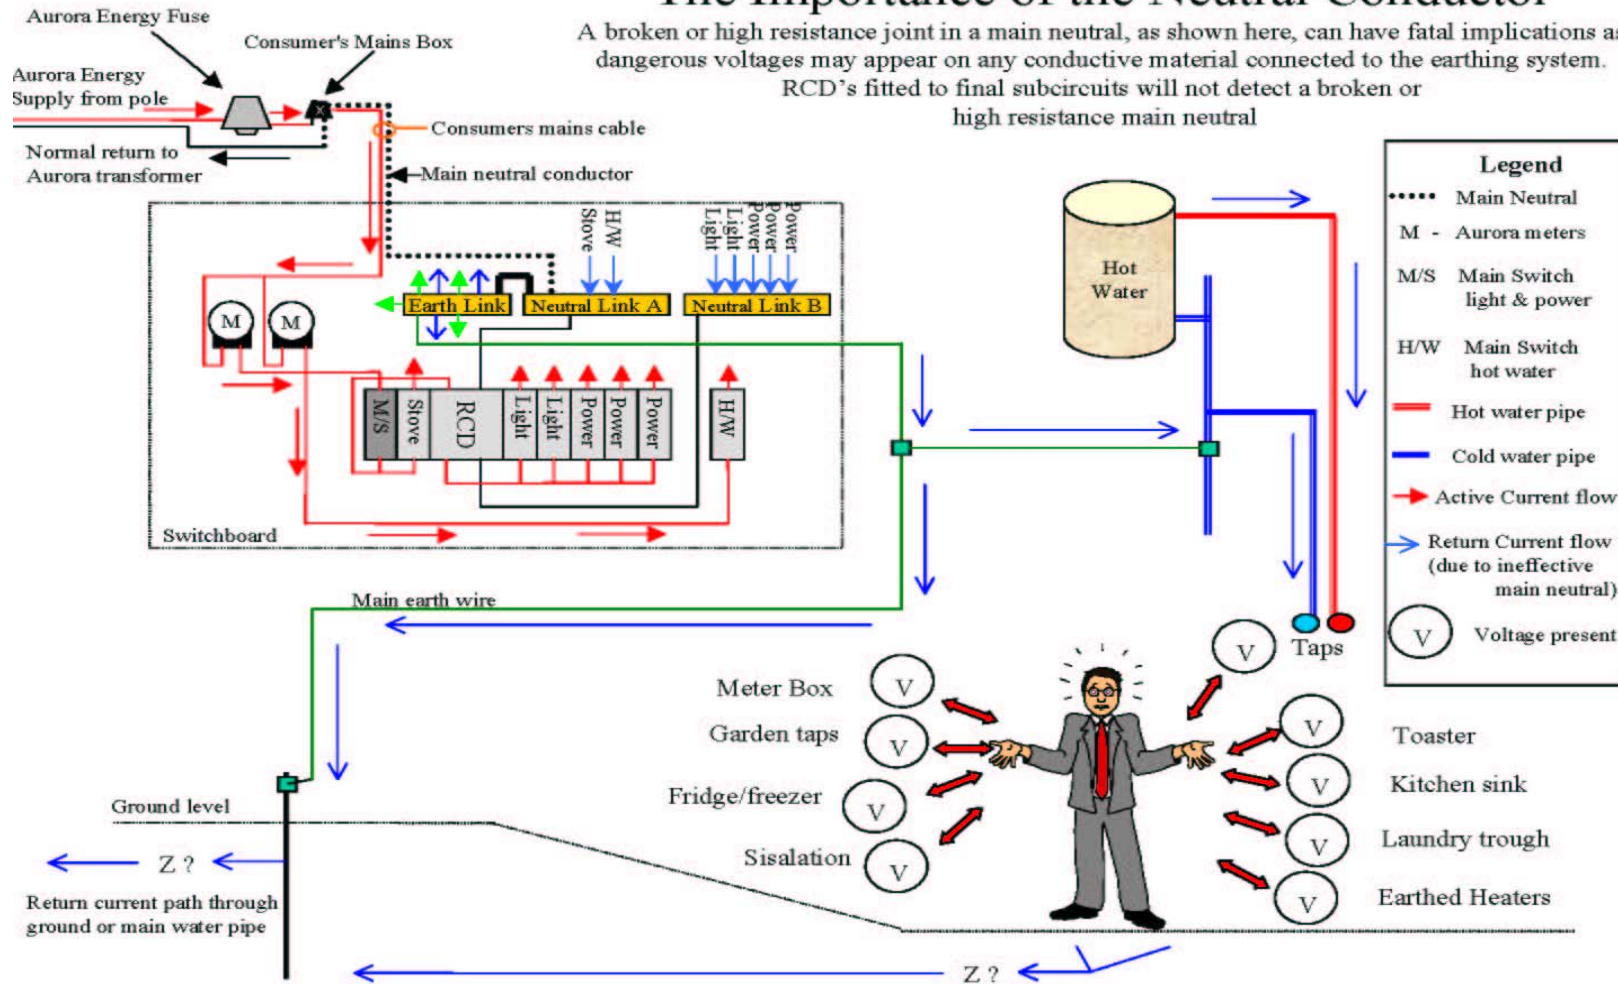 The Importance of the Neutral Conductor
A broken or high resistance joint in a main neutral, as shown here, can have fatal implications as
dangerous voltages may appear on any conductive material connected to the earthing system.
RCD's fitted to final subcircuits will not detect a broken or
high resistance main neutral
Aurora Energy Fuse
Consumer's Mains Box
Aurora Energy
Supply from pole
Consumers mains cable
Normal return to
Aurora transformer
Main neutral conductor
Stove
H/W
Light
Light
Power
Power
Power
Earth Link
Neutral Link A
Neutral Link B
M
M
M/S
Stove
RCD
Light
Light
Power
Power
Power
H/W
Switchboard
Main earth wire
Hot
Water
Legend
Main Neutral
M - Aurora meters
M/S Main Switch
light & power
H/W Main Switch
hot water
Hot water pipe
Cold water pipe
Active Current flow
Return Current flow
(due to ineffective
main neutral)
V Voltage present
Taps
V
Meter Box V
Garden taps V
Fridge/freezer V
Sisalation V
V Toaster
V Kitchen sink
V Laundry trough
V Earthed Heaters
Ground level
Z ?
Return current path through
ground or main water pipe
Z ?